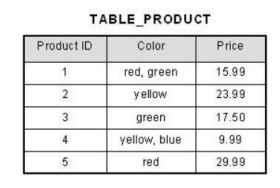 TABLE_PRODUCT
Product ID Color Price
1 red, green 15.99
2 yellow 23.99
3 green 17.50
4 yellow, blue 9.99
5 red 29.99